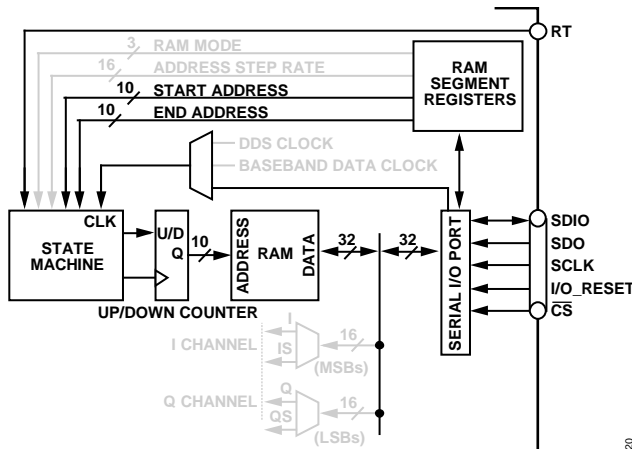 RT
3 RAM MODE
16 ADDRESS STEP RATE
10 START ADDRESS
10 END ADDRESS
RAM
SEGMENT
REGISTERS
DDS CLOCK
BASEBAND DATA CLOCK
CLK
STATE
MACHINE
U/D
Q
10
UP/DOWN COUNTER
ADDRESS
RAM
DATA
32
32
SERIAL I/O PORT
SDIO
SDO
SCLK
I/O_RESET
CS
I
IS
I CHANNEL
16
(MSBs)
Q
QS
Q CHANNEL
16
(LSBs)
20